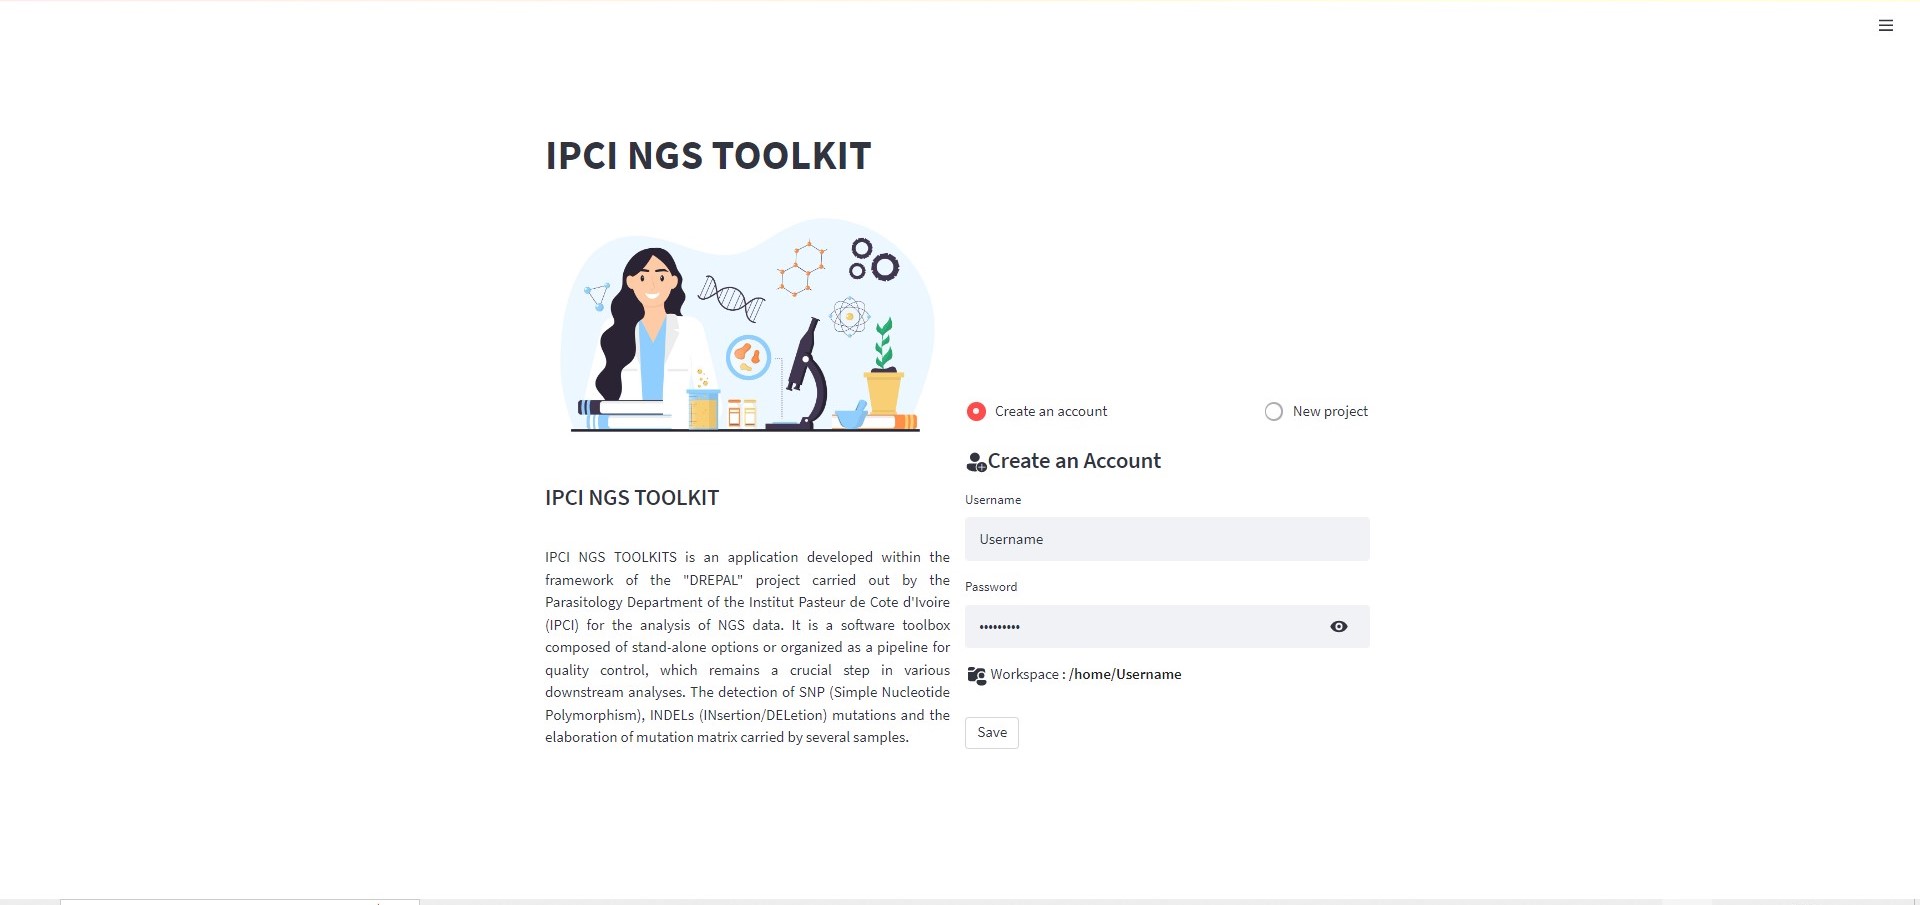 IPCI NGS TOOLKIT
IPCI NGS TOOLKIT
IPCI NGS TOOLKITS is an application developed within the
framework of the "DREPAL" project carried out by the
Parasitology Department of the Institut Pasteur de Cote d'Ivoire
(IPCI) for the analysis of NGS data. It is a software toolbox
composed of stand-alone options or organized as a pipeline for
quality control, which remains a crucial step in various
downstream analyses. The detection of SNP (Simple Nucleotide
Polymorphism), INDELs (INsertion/DELetion) mutations and the
elaboration of mutation matrix carried by several samples.
Create an account
New project
Create an Account
Username
Username
Password
•••••••••
Workspace : /home/Username
Save